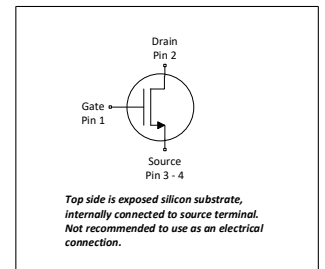 Drain
Pin 2
Gate
Pin 1
Source
Pin 3 - 4
Top side is exposed silicon substrate,
internally connected to source terminal.
Not recommended to use as an electrical
connection.